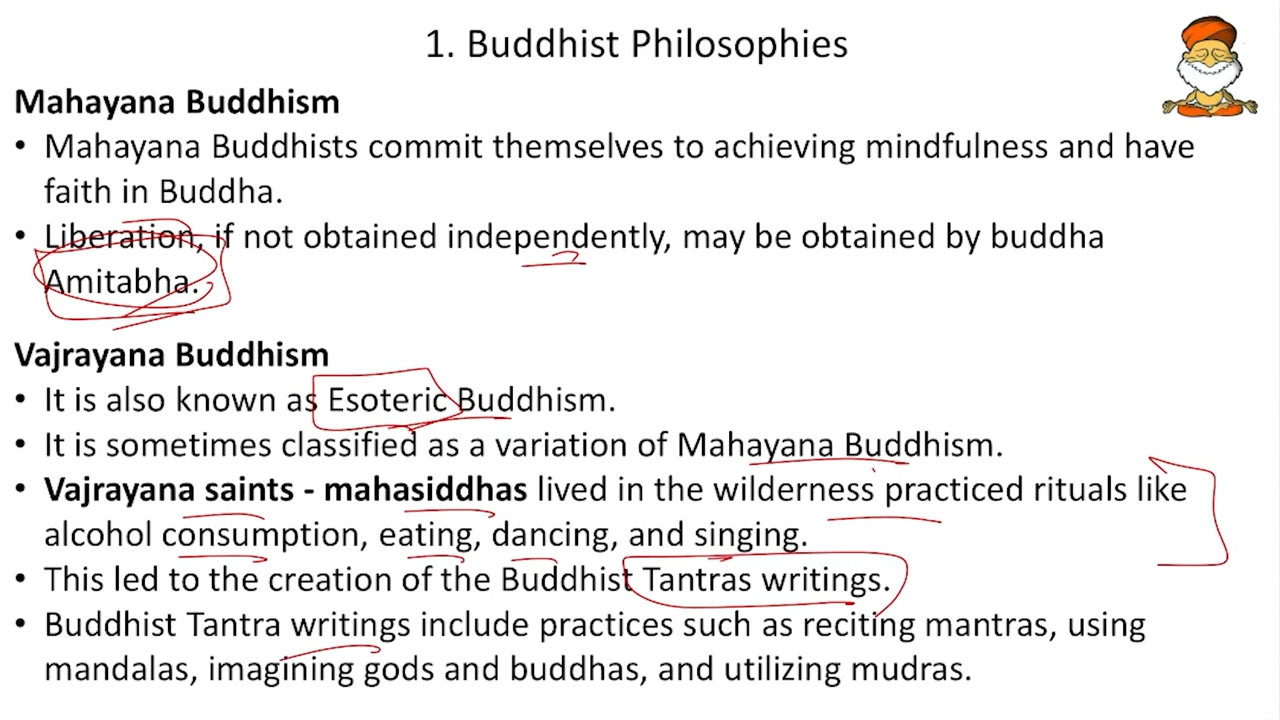 1. Buddhist Philosophies
Mahayana Buddhism
• Mahayana Buddhists commit themselves to achieving mindfulness and have
faith in Buddha.
• Liberation, if not obtained independently, may be obtained by buddha
Amitabha.
Vajrayana Buddhism
• It is also known as Esoteric Buddhism.
• It is sometimes classified as a variation of Mahayana Buddhism.
• Vajrayana saints - mahasiddhas lived in the wilderness practiced rituals like
alcohol consumption, eating, dancing, and singing.
• This led to the creation of the Buddhist Tantras writings.
• Buddhist Tantra writings include practices such as reciting mantras, using
mandalas, imagining gods and buddhas, and utilizing mudras.